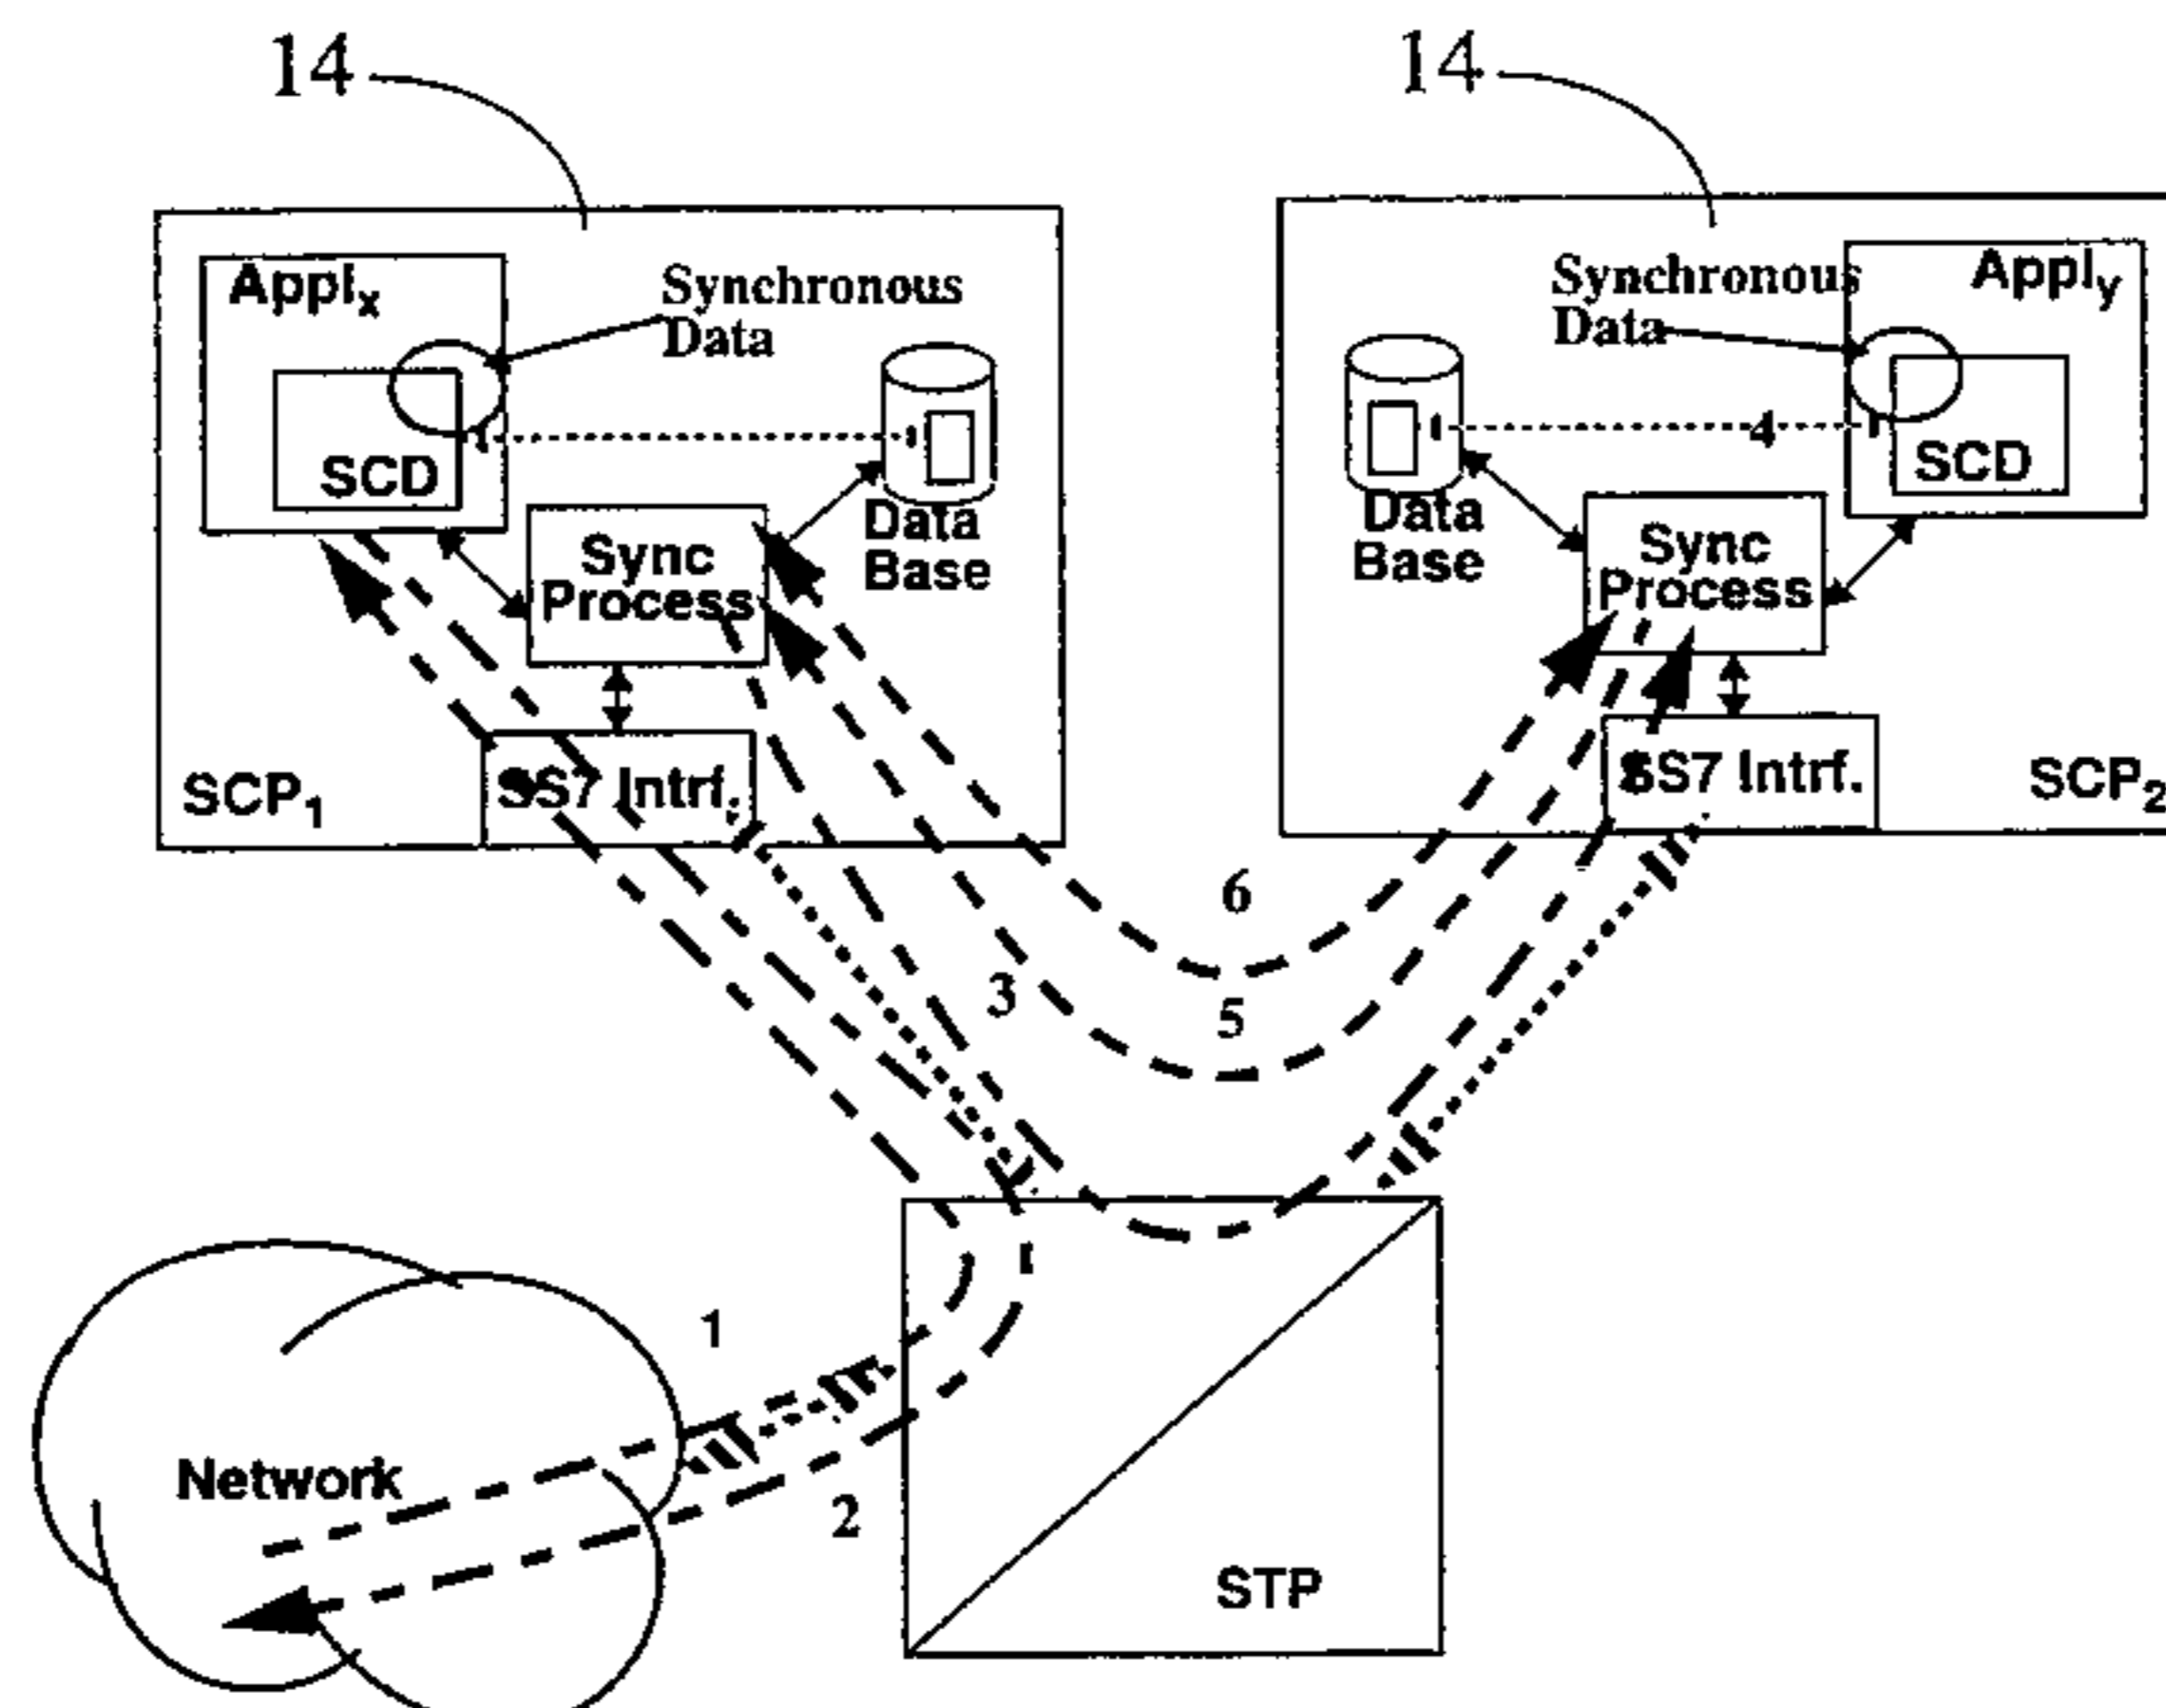 14
14
Applₓ
Synchronous
Data
SCD
Data
Base
Sync
Process
SS7 Intrf.
SCP₁
Synchronous
Data
Appl_y
4
SCD
Data
Base
Sync
Process
SS7 Intrf.
SCP₂
6
3
5
1
Network
2
STP